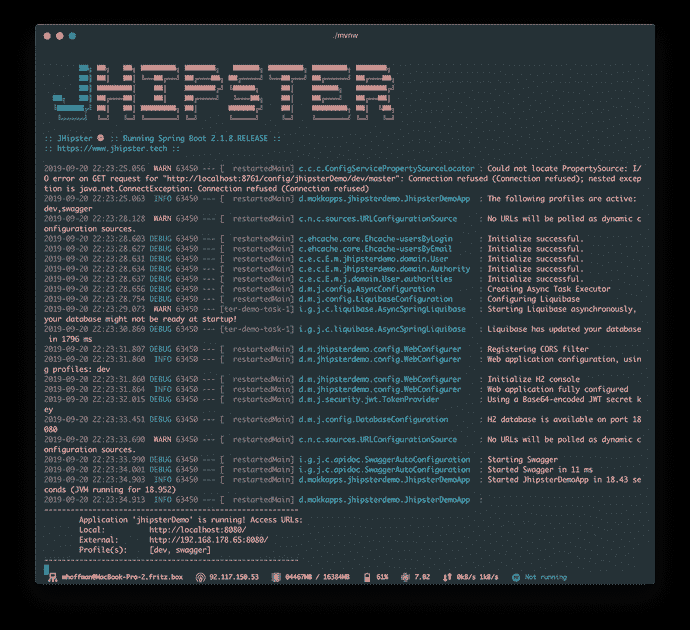 ./mvnw
JHIPSTER
:: JHipster 🤓 :: Running Spring Boot 2.1.8.RELEASE ::
:: https://www.jhipster.tech ::
2019-09-20 22:23:25.056 WARN 63450 --- [ restartedMain] c.c.c.ConfigServicePropertySourceLocator : Could not locate PropertySource: I/
O error on GET request for "http://localhost:8761/config/jhipsterDemo/dev/master": Connection refused (Connection refused); nested excep
tion is java.net.ConnectException: Connection refused (Connection refused)
2019-09-20 22:23:25.063 INFO 63450 --- [ restartedMain] d.mokkapps.jhipsterdemo.JhipsterDemoApp : The following profiles are active:
dev,swagger
2019-09-20 22:23:28.128 WARN 63450 --- [ restartedMain] c.n.c.sources.URLConfigurationSource : No URLs will be polled as dynamic c
onfiguration sources.
2019-09-20 22:23:28.603 DEBUG 63450 --- [ restartedMain] c.ehcache.core.Ehcache-usersByLogin : Initialize successful.
2019-09-20 22:23:28.627 DEBUG 63450 --- [ restartedMain] c.ehcache.core.Ehcache-usersByEmail : Initialize successful.
2019-09-20 22:23:28.631 DEBUG 63450 --- [ restartedMain] c.e.c.E.m.jhipsterdemo.domain.User : Initialize successful.
2019-09-20 22:23:28.634 DEBUG 63450 --- [ restartedMain] c.e.c.E.m.jhipsterdemo.domain.Authority : Initialize successful.
2019-09-20 22:23:28.637 DEBUG 63450 --- [ restartedMain] c.e.c.E.m.j.domain.User.authorities : Initialize successful.
2019-09-20 22:23:28.656 DEBUG 63450 --- [ restartedMain] d.m.j.config.AsyncConfiguration : Creating Async Task Executor
2019-09-20 22:23:28.754 DEBUG 63450 --- [ restartedMain] d.m.j.config.LiquibaseConfiguration : Configuring Liquibase
2019-09-20 22:23:29.073 WARN 63450 --- [ter-demo-task-1] i.g.j.c.liquibase.AsyncSpringLiquibase : Starting Liquibase asynchronously,
your database might not be ready at startup!
2019-09-20 22:23:30.869 DEBUG 63450 --- [ter-demo-task-1] i.g.j.c.liquibase.AsyncSpringLiquibase : Liquibase has updated your database
in 1796 ms
2019-09-20 22:23:31.807 DEBUG 63450 --- [ restartedMain] d.m.jhipsterdemo.config.WebConfigurer : Registering CORS filter
2019-09-20 22:23:31.860 INFO 63450 --- [ restartedMain] d.m.jhipsterdemo.config.WebConfigurer : Web application configuration, usin
g profiles: dev
2019-09-20 22:23:31.860 DEBUG 63450 --- [ restartedMain] d.m.jhipsterdemo.config.WebConfigurer : Initialize H2 console
2019-09-20 22:23:31.864 INFO 63450 --- [ restartedMain] d.m.jhipsterdemo.config.WebConfigurer : Web application fully configured
2019-09-20 22:23:32.015 DEBUG 63450 --- [ restartedMain] d.m.j.security.jwt.TokenProvider : Using a Base64-encoded JWT secret k
ey
2019-09-20 22:23:33.451 DEBUG 63450 --- [ restartedMain] d.m.j.config.DatabaseConfiguration : H2 database is available on port 18
080
2019-09-20 22:23:33.690 WARN 63450 --- [ restartedMain] c.n.c.sources.URLConfigurationSource : No URLs will be polled as dynamic c
onfiguration sources.
2019-09-20 22:23:33.990 DEBUG 63450 --- [ restartedMain] i.g.j.c.apidoc.SwaggerAutoConfiguration : Starting Swagger
2019-09-20 22:23:34.001 DEBUG 63450 --- [ restartedMain] i.g.j.c.apidoc.SwaggerAutoConfiguration : Started Swagger in 11 ms
2019-09-20 22:23:34.903 INFO 63450 --- [ restartedMain] d.mokkapps.jhipsterdemo.JhipsterDemoApp : Started JhipsterDemoApp in 18.43 se
conds (JVM running for 18.952)
2019-09-20 22:23:34.913 INFO 63450 --- [ restartedMain] d.mokkapps.jhipsterdemo.JhipsterDemoApp :
----------------------------------------------------------
Application 'jhipsterDemo' is running! Access URLs:
Local: http://localhost:8080/
External: http://192.168.178.65:8080/
Profile(s): [dev, swagger]
----------------------------------------------------------
mhoffman@MacBook-Pro-2.fritz.box 92.117.150.53 04467MB / 16384MB 61% 7.02 0kB/s 1kB/s Not running